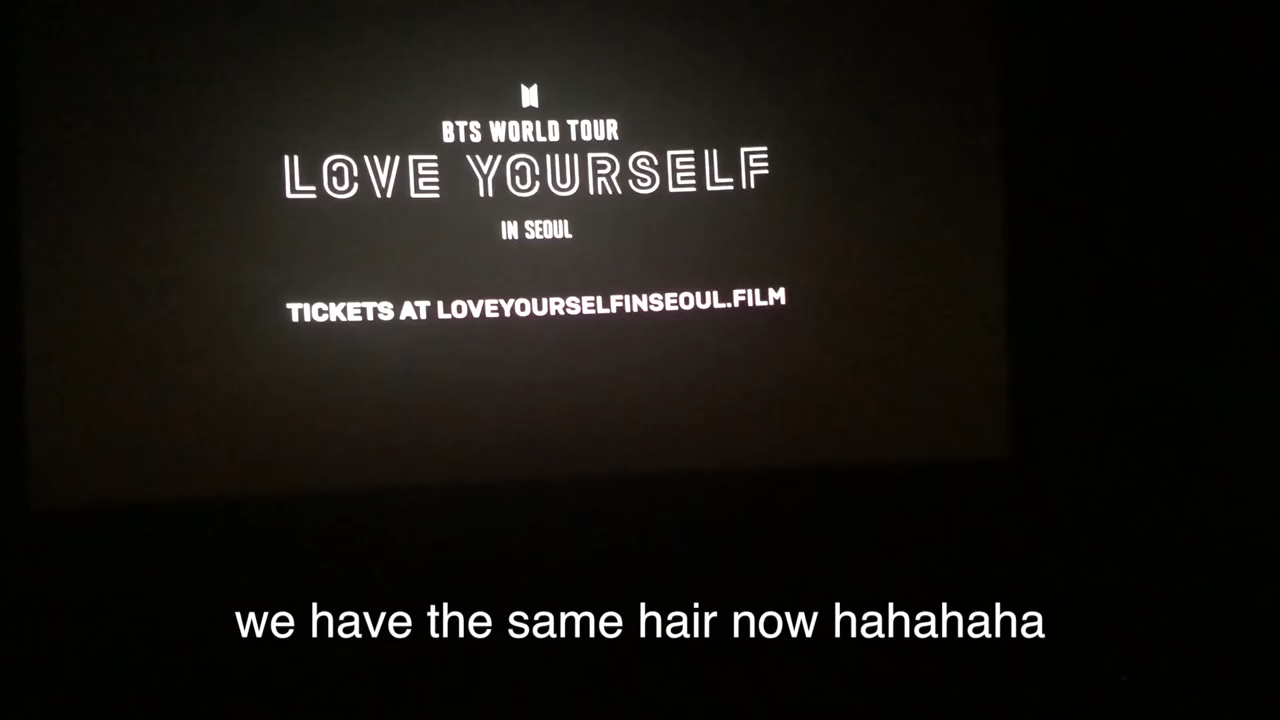 BTS WORLD TOUR
LOVE YOURSELF
IN SEOUL
TICKETS AT LOVEYOURSELFINSEOUL.FILM
we have the same hair now hahahaha